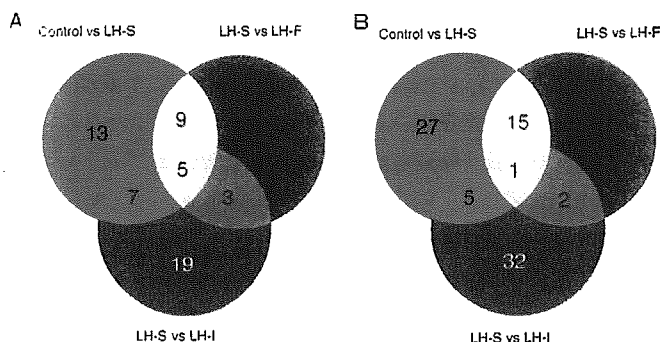 A
Control vs LH-S
LH-S vs LH-F
13
9
5
7
3
19
LH-S vs LH-I
B
Control vs LH-S
LH-S vs LH-F
27
15
1
5
2
32
LH-S vs LH-I